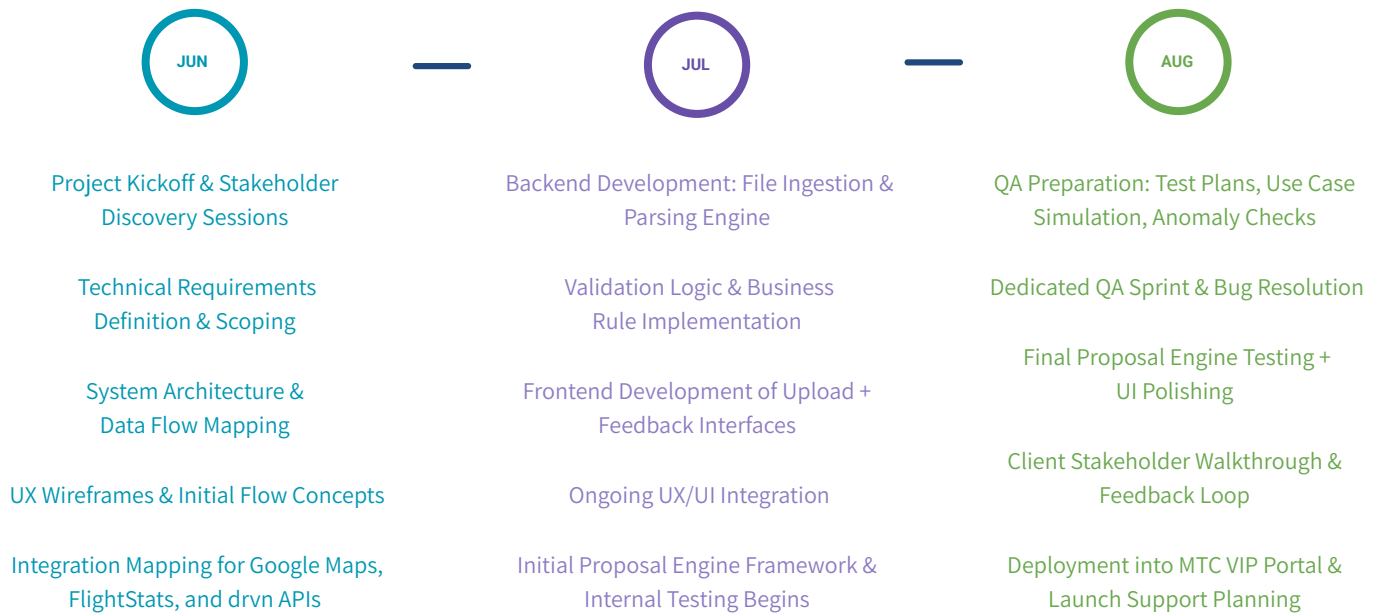 JUN
Project Kickoff & Stakeholder
Discovery Sessions
Technical Requirements
Definition & Scoping
System Architecture &
Data Flow Mapping
UX Wireframes & Initial Flow Concepts
Integration Mapping for Google Maps,
FlightStats, and drvn APIs
JUL
Backend Development: File Ingestion &
Parsing Engine
Validation Logic & Business
Rule Implementation
Frontend Development of Upload +
Feedback Interfaces
Ongoing UX/UI Integration
Initial Proposal Engine Framework &
Internal Testing Begins
AUG
QA Preparation: Test Plans, Use Case
Simulation, Anomaly Checks
Dedicated QA Sprint & Bug Resolution
Final Proposal Engine Testing +
UI Polishing
Client Stakeholder Walkthrough &
Feedback Loop
Deployment into MTC VIP Portal &
Launch Support Planning